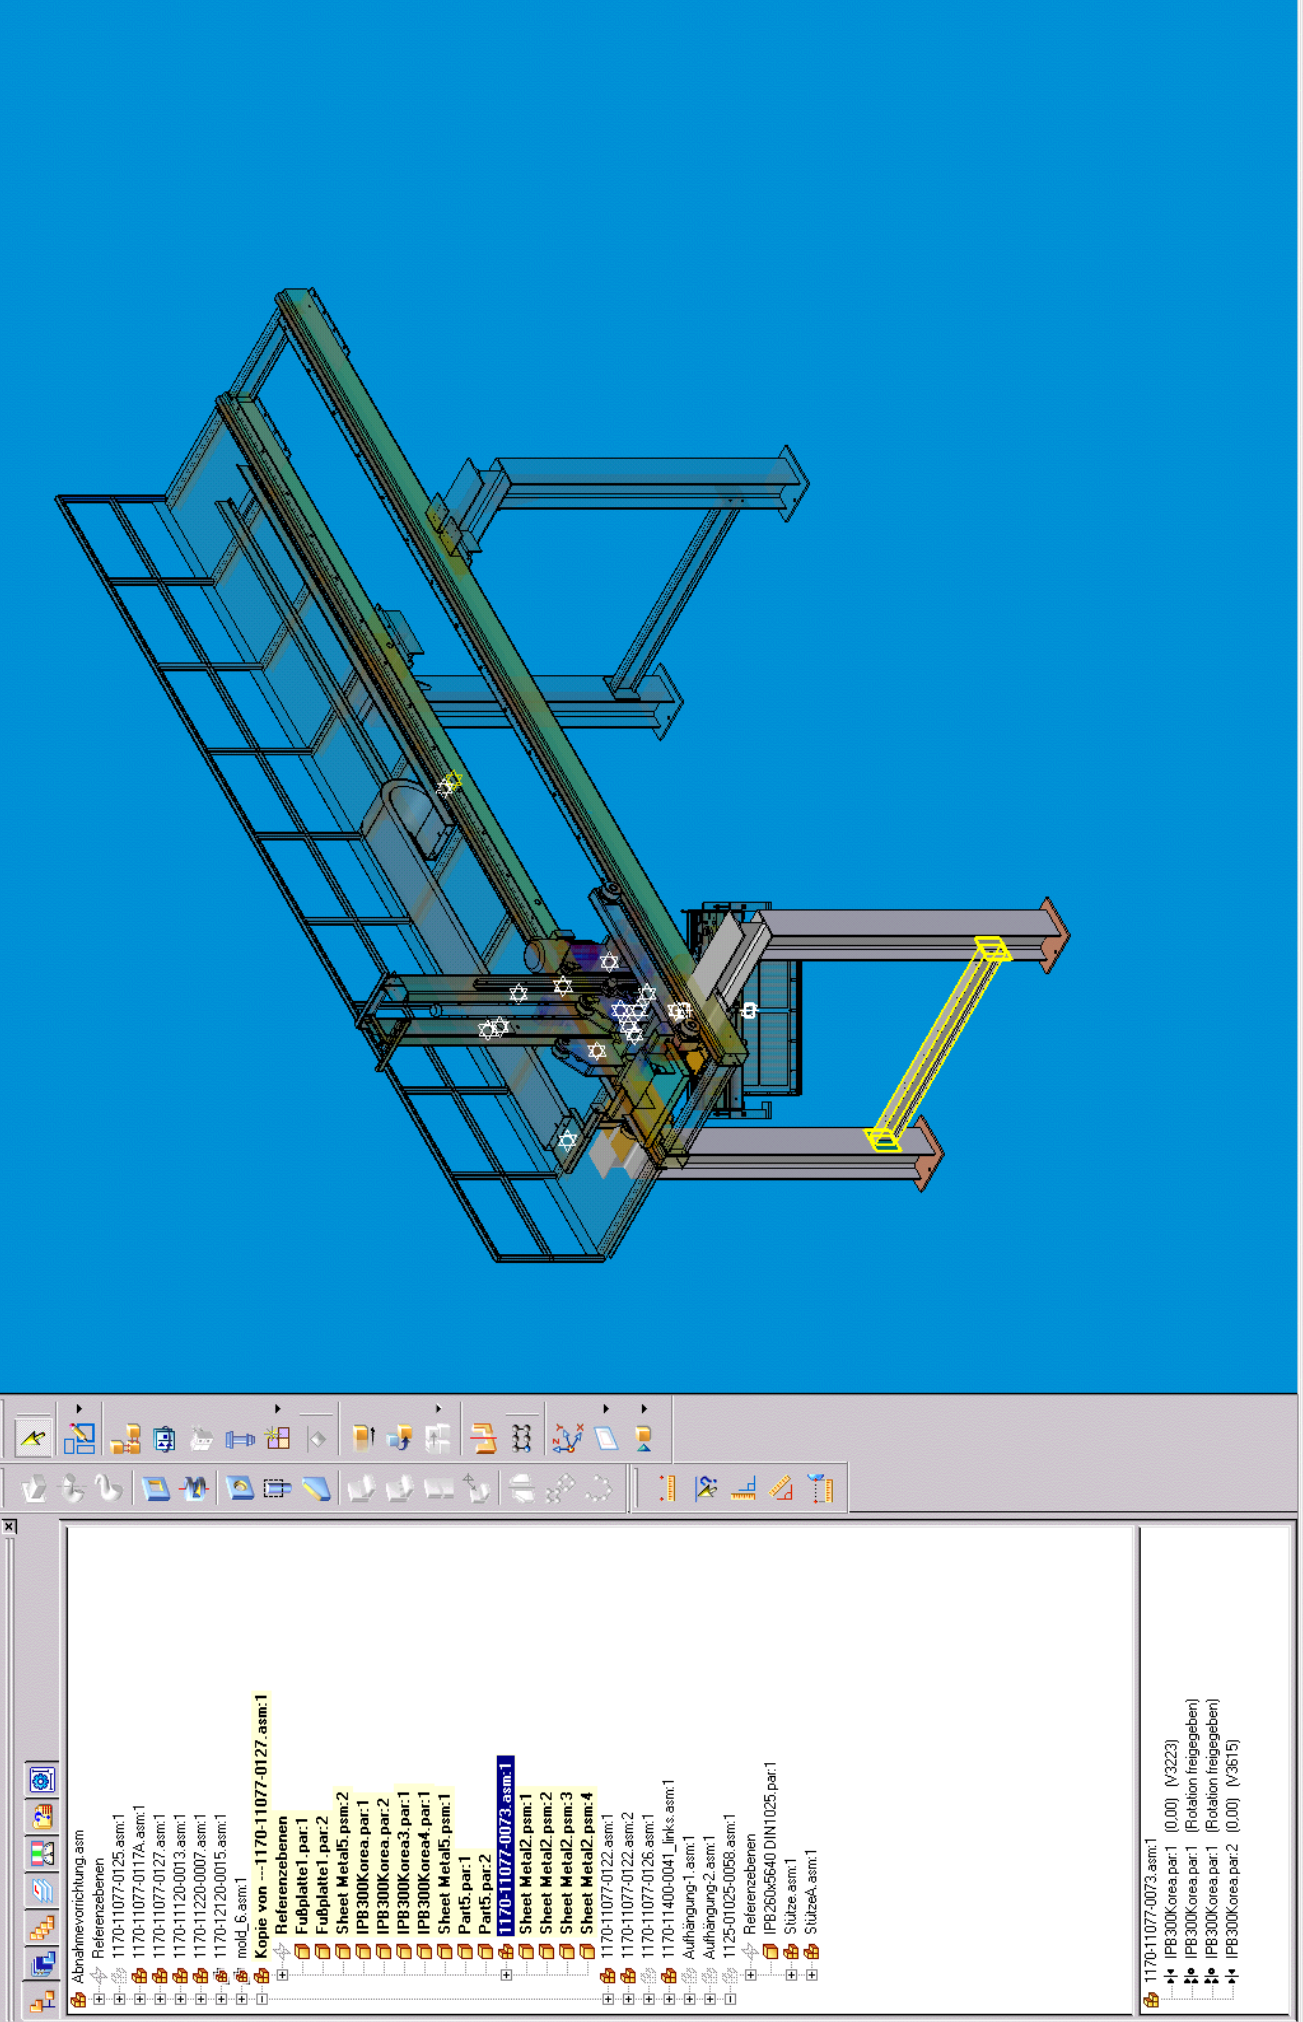 Abnahmevorrichtung.asm
Referenzebenen
1170-11077-0125.asm:1
1170-11077-0117A.asm:1
1170-11077-0127.asm:1
1170-11120-0013.asm:1
1170-11220-0007.asm:1
1170-12120-0015.asm:1
mold_6.asm:1
Kopie von ---1170-11077-0127.asm:1
Referenzebenen
Fußplatte1.par:1
Fußplatte1.par:2
Sheet Metal5.psm:2
IPB300Korea.par:1
IPB300Korea.par:2
IPB300Korea3.par:1
IPB300Korea4.par:1
Sheet Metal5.psm:1
Part5.par:1
Part5.par:2
1170-11077-0073.asm:1
Sheet Metal2.psm:1
Sheet Metal2.psm:2
Sheet Metal2.psm:3
Sheet Metal2.psm:4
1170-11077-0122.asm:1
1170-11077-0122.asm:2
1170-11077-0126.asm:1
1170-11400-0041_links.asm:1
Aufhängung-1.asm:1
Aufhängung-2.asm:1
1125-01025-0058.asm:1
Referenzebenen
IPB260x5640 DIN1025.par:1
Stütze.asm:1
StützeA.asm:1
1170-11077-0073.asm:1
IPB300Korea.par:1 (0,00) (V3223)
IPB300Korea.par:1 (Rotation freigegeben)
IPB300Korea.par:1 (Rotation freigegeben)
IPB300Korea.par:2 (0,00) (V3615)